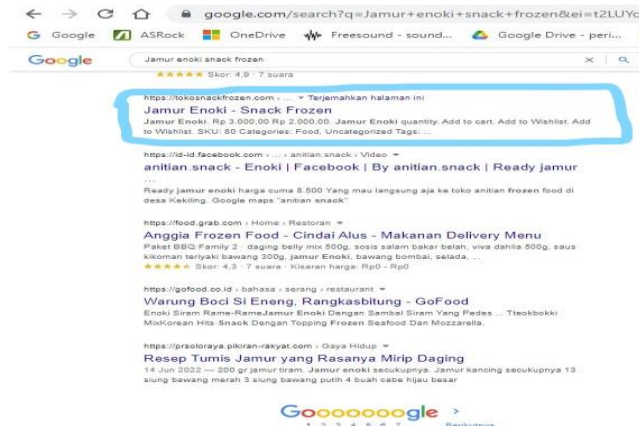 google.com/search?q=Jamur+enoki+snack+frozen&ei=t2LUYo
Google ASRock OneDrive Freesound - sound... Google Drive - peri...
Google Jamur enoki snack frozen
Skor: 4,9 · 7 suara
https://tokosnackfrozen.com › ... Terjemahkan halaman ini
Jamur Enoki - Snack Frozen
Jamur Enoki. Rp 3.000,00 Rp 2.000,00. Jamur Enoki quantity. Add to cart. Add to Wishlist. Add
to Wishlist. SKU: 80 Categories: Food, Uncategorized Tags: ...
https://id-id.facebook.com › ... › anitian.snack › Video
anitian.snack - Enoki | Facebook | By anitian.snack | Ready jamur
...
Ready jamur enoki harga cuma 8.500 Yang mau langsung aja ke toko anitian frozen food di
desa Kekiling. Google maps "anitian snack"
https://food.grab.com › Home › Restoran
Anggia Frozen Food - Cindai Alus - Makanan Delivery Menu
Paket BBQ Family 2 · daging belly mix 500g, sosis salam bakar belah, viva dahlia 500g, saus
kikoman teriyaki bawang 300g, jamur Enoki, bawang bombai, selada, ...
Skor: 4,3 · 7 suara · Kisaran harga: Rp0 - Rp0
https://gofood.co.id › bahasa › serang › restaurant
Warung Boci Si Eneng, Rangkasbitung - GoFood
Enoki Siram Rame-RameJamur Enoki Dengan Sambal Siram Yang Pedes ... Tteokbokki
MixKorean Hits Snack Dengan Topping Frozen Seafood Dan Mozzarella.
https://prsoloraya.pikiran-rakyat.com › Gaya Hidup
Resep Tumis Jamur yang Rasanya Mirip Daging
14 Jun 2022 — 200 gr jamur tiram. Jamur enoki secukupnya. Jamur kancing secukupnya 13
siung bawang merah 3 siung bawang putih 4 buah cabe hijau besar
Gooooooogle >
1 2 3 4 5 6 7 Berikutnya